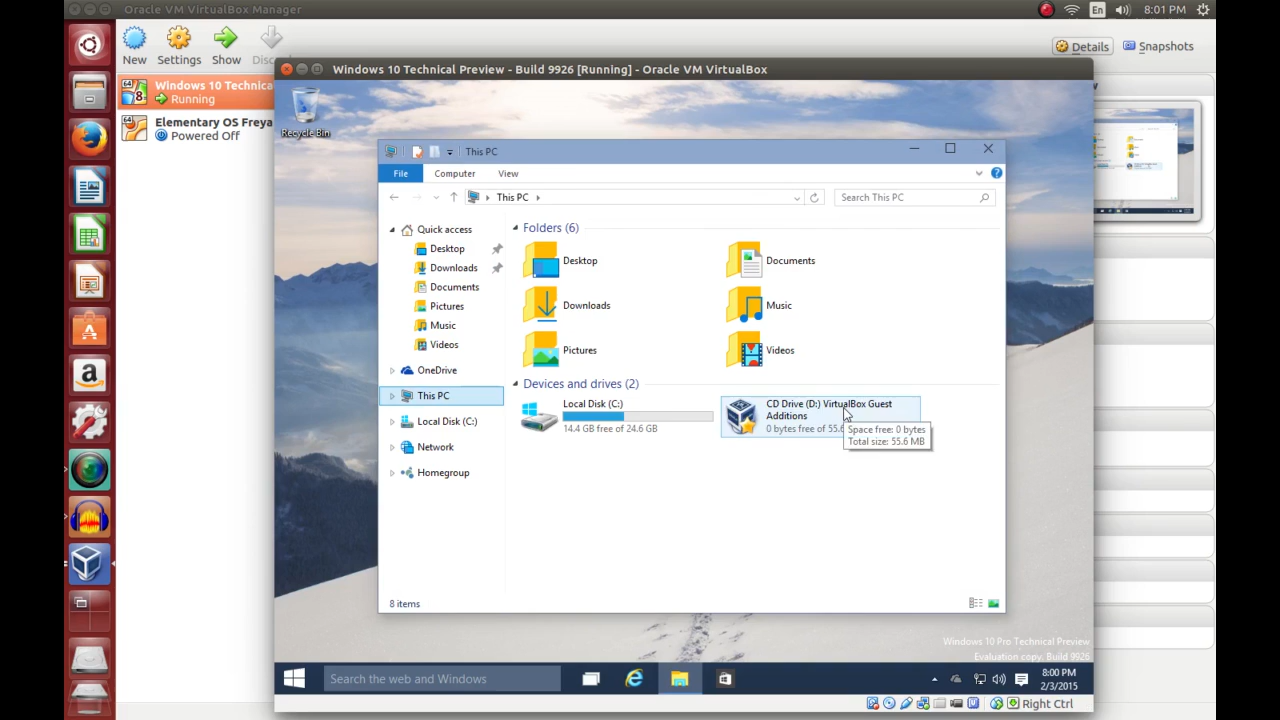 Oracle VM VirtualBox Manager
En
8:01 PM
New
Settings
Show
Details
Snapshots
Windows 10 Technica
Running
Elementary OS Freya
Powered Off
Windows 10 Technical Preview - Build 9926 [Running] - Oracle VM VirtualBox
Recycle Bin
This PC
File
Computer
View
This PC
Search This PC
Quick access
Desktop
Downloads
Documents
Pictures
Music
Videos
OneDrive
This PC
Local Disk (C:)
Network
Homegroup
Folders (6)
Desktop
Documents
Downloads
Music
Pictures
Videos
Devices and drives (2)
Local Disk (C:)
14.4 GB free of 24.6 GB
CD Drive (D:) VirtualBox Guest
Additions
0 bytes free of 55.6
Space free: 0 bytes
Total size: 55.6 MB
8 items
Windows 10 Pro Technical Preview
Evaluation copy. Build 9926
Search the web and Windows
8:00 PM
2/3/2015
Right Ctrl